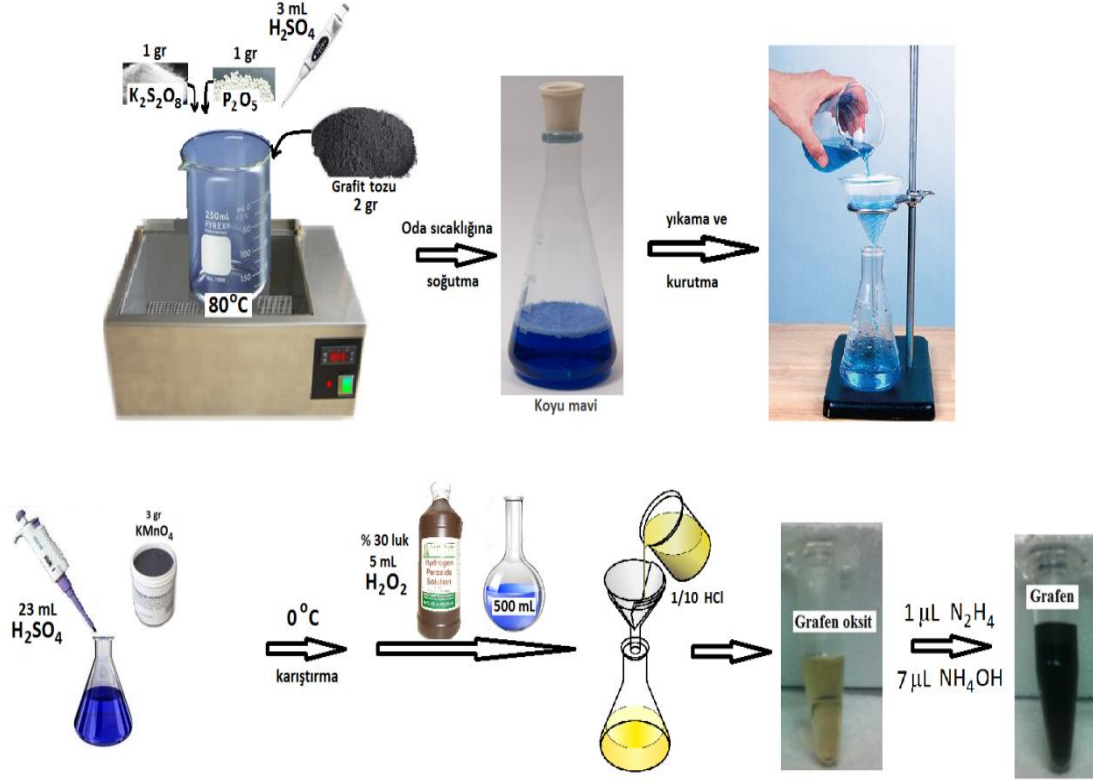 3 mL
H₂SO₄
1 gr
1 gr
K₂S₂O₈
P₂O₅
Grafit tozu
2 gr
250mL
PYREX
100
150
80°C
Oda sıcaklığına
soğutma
Koyu mavi
yıkama ve
kurutma
23 mL
H₂SO₄
3 gr
KMnO₄
0 °C
karıştırma
% 30 luk
5 mL
H₂O₂
Hydrogen
Peroxide
Solution
500 mL
1/10 HCl
Grafen oksit
1 µL N₂H₄
7 µL NH₄OH
Grafen